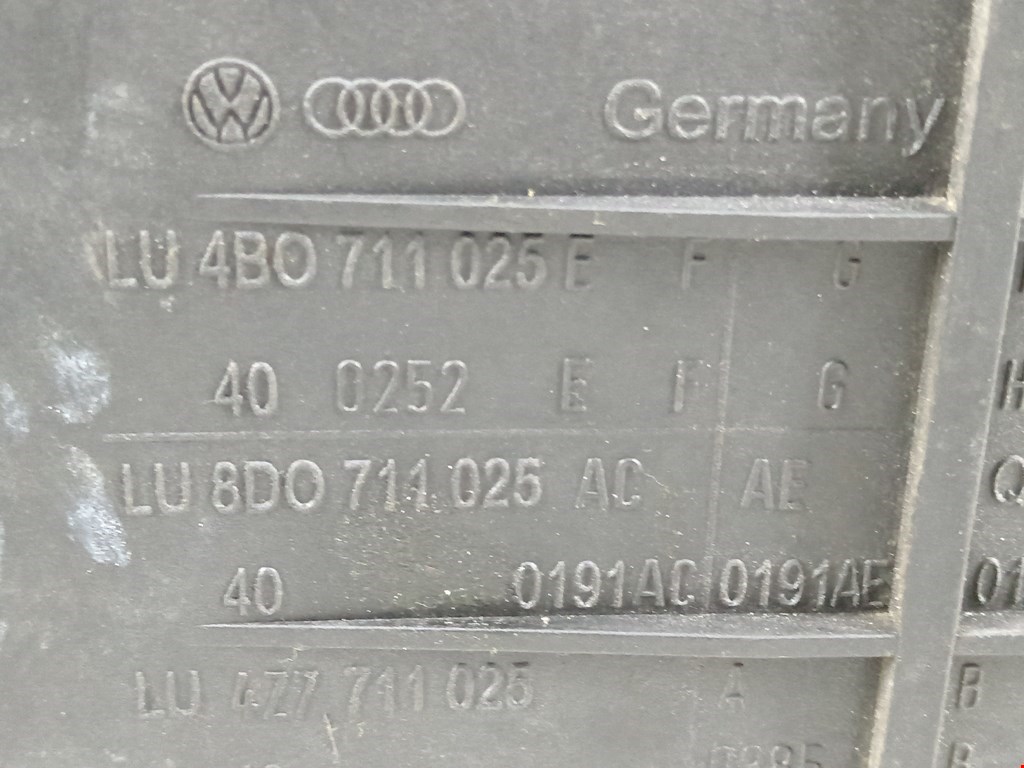 Germany
LU 4B0 711 025 E F G
40 0252 E F G H
LU 8D0 711 025 AC AE Q
40 0191AC 0191AE 01
LU 4Z7 711 025 A B
B